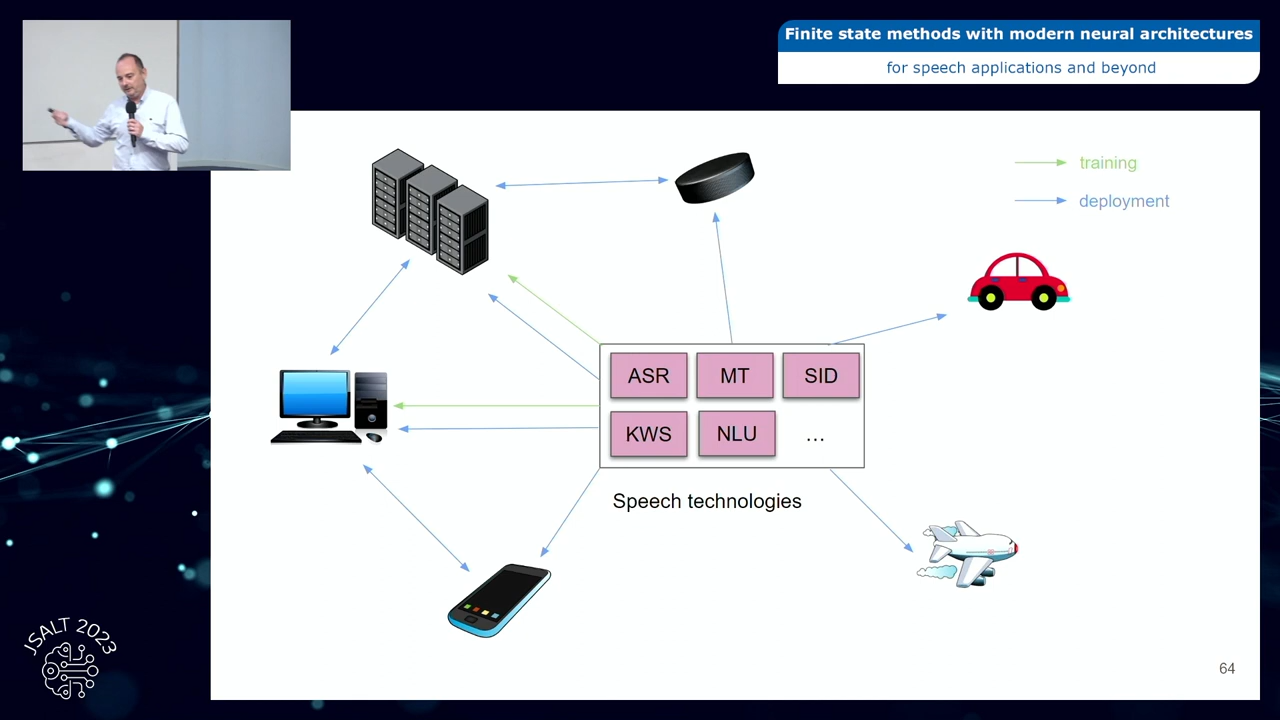 Finite state methods with modern neural architectures
for speech applications and beyond
training
deployment
ASR
MT
SID
KWS
NLU
...
Speech technologies
64
JSALT 2023